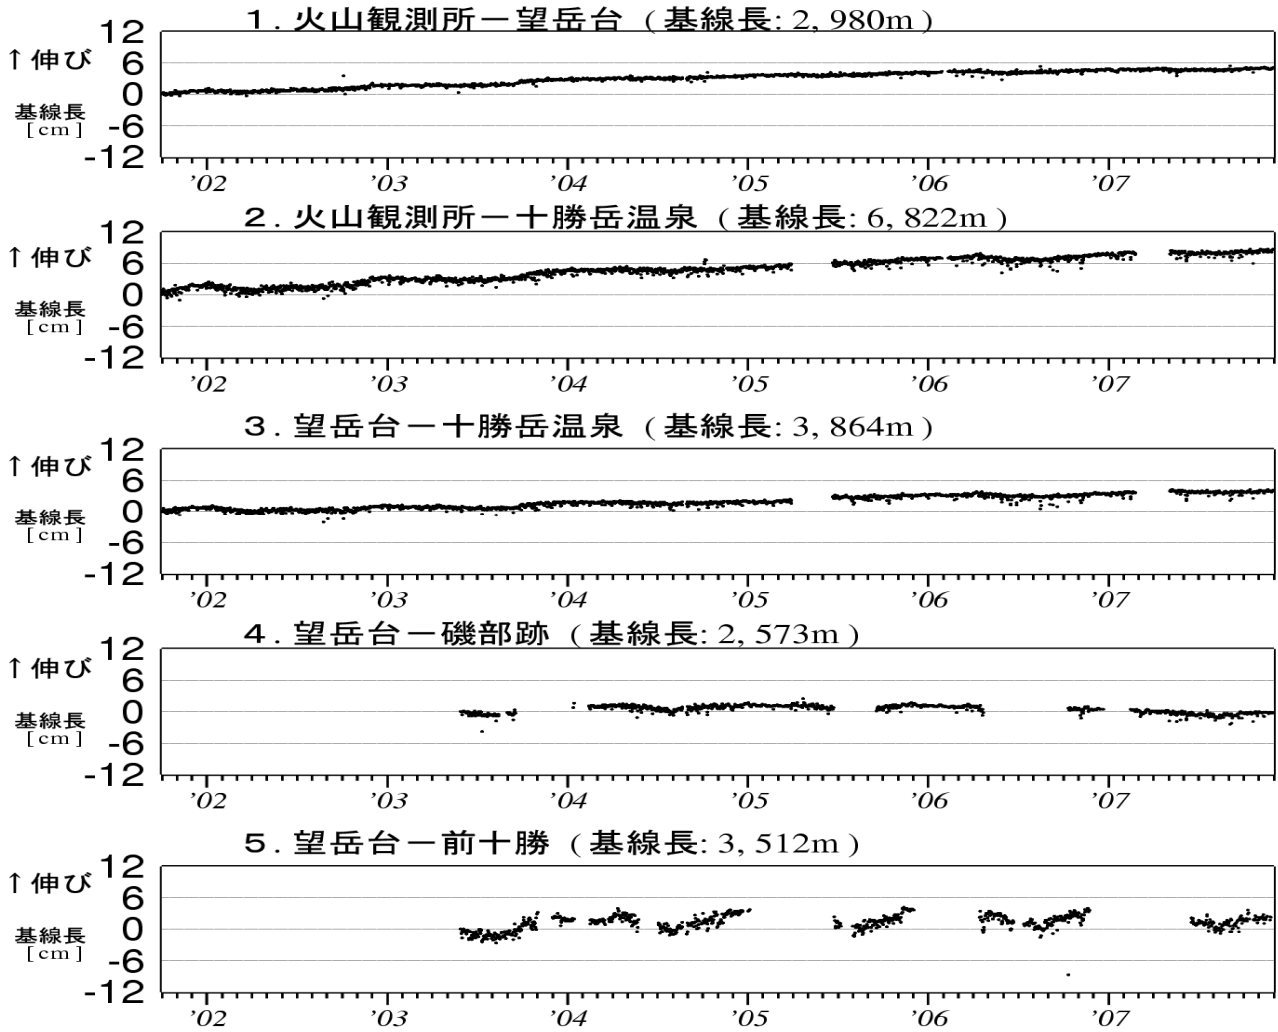 1. 火山観測所－望岳台 (基線長: 2, 980m)
↑伸び
基線長
[cm]
12
6
0
-6
-12
'02 '03 '04 '05 '06 '07
2. 火山観測所－十勝岳温泉 (基線長: 6, 822m)
↑伸び
基線長
[cm]
12
6
0
-6
-12
'02 '03 '04 '05 '06 '07
3. 望岳台－十勝岳温泉 (基線長: 3, 864m)
↑伸び
基線長
[cm]
12
6
0
-6
-12
'02 '03 '04 '05 '06 '07
4. 望岳台－磯部跡 (基線長: 2, 573m)
↑伸び
基線長
[cm]
12
6
0
-6
-12
'02 '03 '04 '05 '06 '07
5. 望岳台－前十勝 (基線長: 3, 512m)
↑伸び
基線長
[cm]
12
6
0
-6
-12
'02 '03 '04 '05 '06 '07